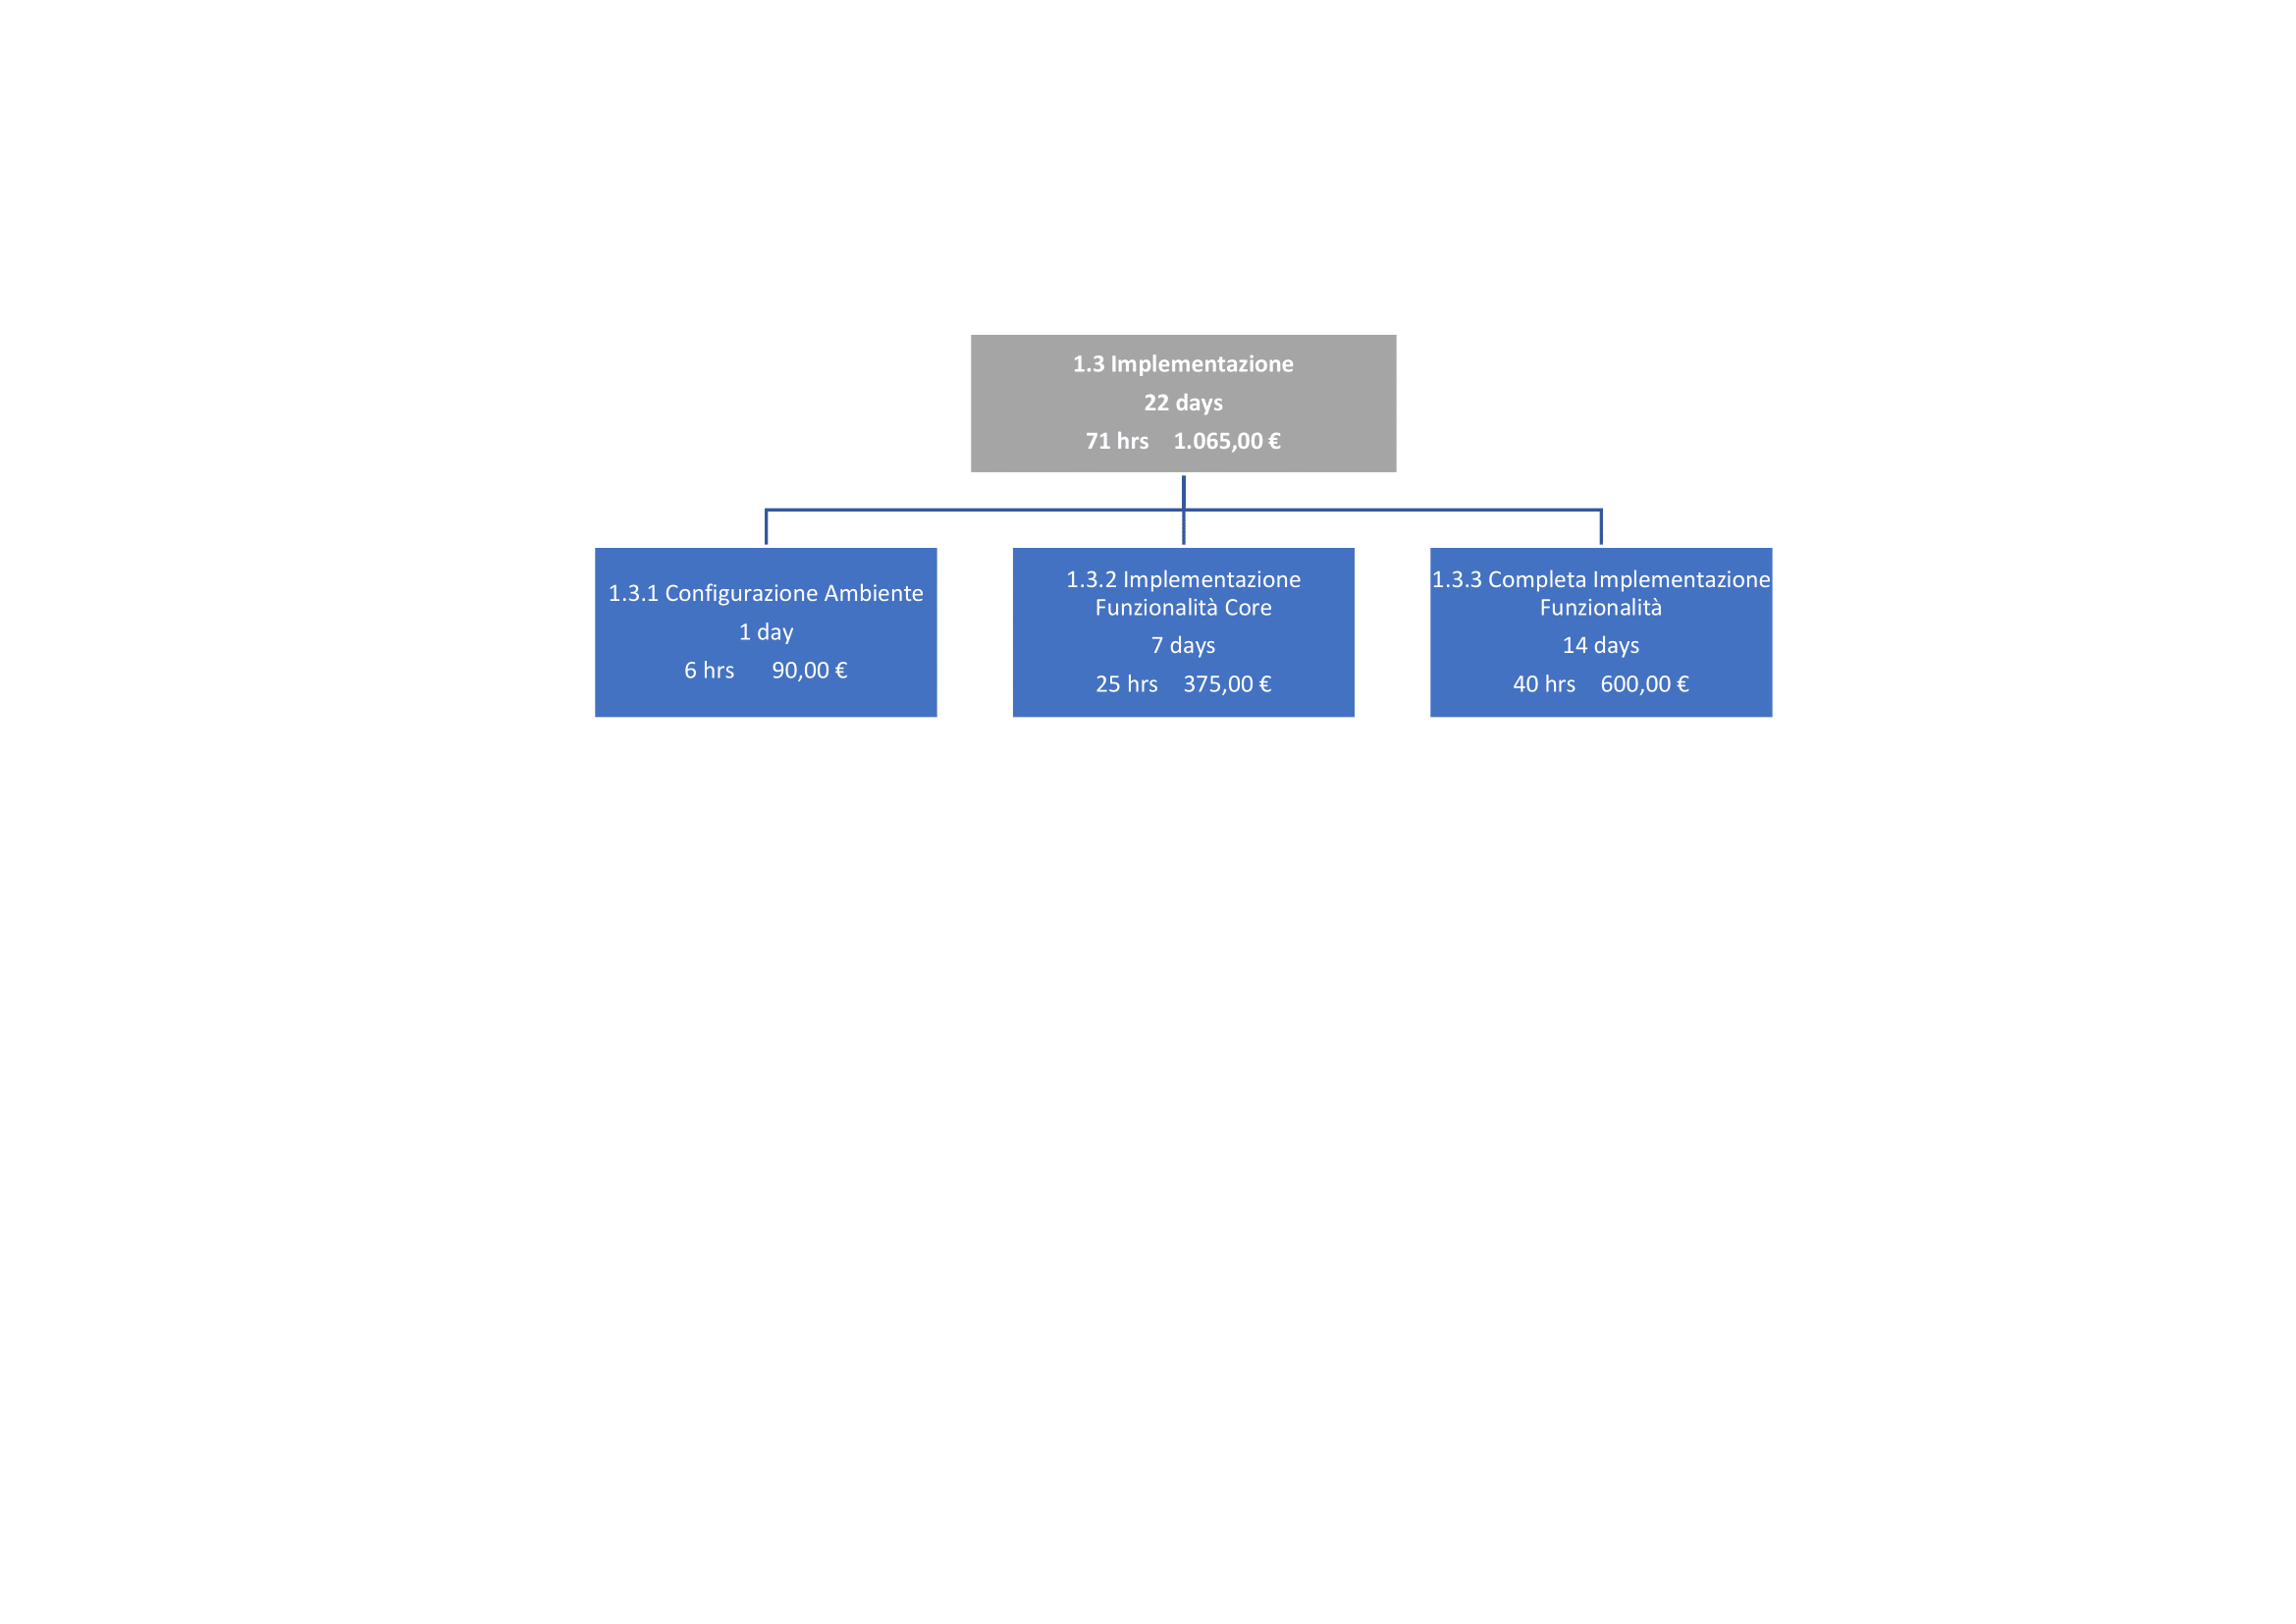 1.3 Implementazione
22 days
71 hrs 1.065,00 €
1.3.1 Configurazione Ambiente
1 day
6 hrs 90,00 €
1.3.2 Implementazione
Funzionalità Core
7 days
25 hrs 375,00 €
1.3.3 Completa Implementazione
Funzionalità
14 days
40 hrs 600,00 €